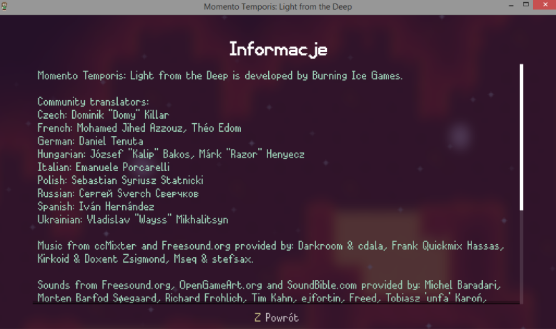 Momento Temporis: Light from the Deep
Informacje
Momento Temporis: Light from the Deep is developed by Burning Ice Games.
Community translators:
Czech: Dominik "Domy" Killar
French: Mohamed Jihed Azzouz, Théo Edom
German: Daniel Tenuta
Hungarian: József "Kalip" Bakos, Márk "Razor" Henyecz
Italian: Emanuele Porcarelli
Polish: Sebastian Syriusz Statnicki
Russian: Сергей Sverch Сверчков
Spanish: Iván Hernández
Ukrainian: Vladislav "Wayss" Mikhalitsyn
Music from ccMixter and Freesound.org provided by: Darkroom & cdala, Frank Quickmix Hassas,
Kirkoid & Doxent Zsigmond, Mseq & stefsax.
Sounds from Freesound.org, OpenGameArt.org and SoundBible.com provided by: Michel Baradari,
Morten Barfod Søegaard, Richard Frohlich, Tim Kahn, ejfortin, Freed, Tobiasz 'unfa' Karoń,
Z Powrót